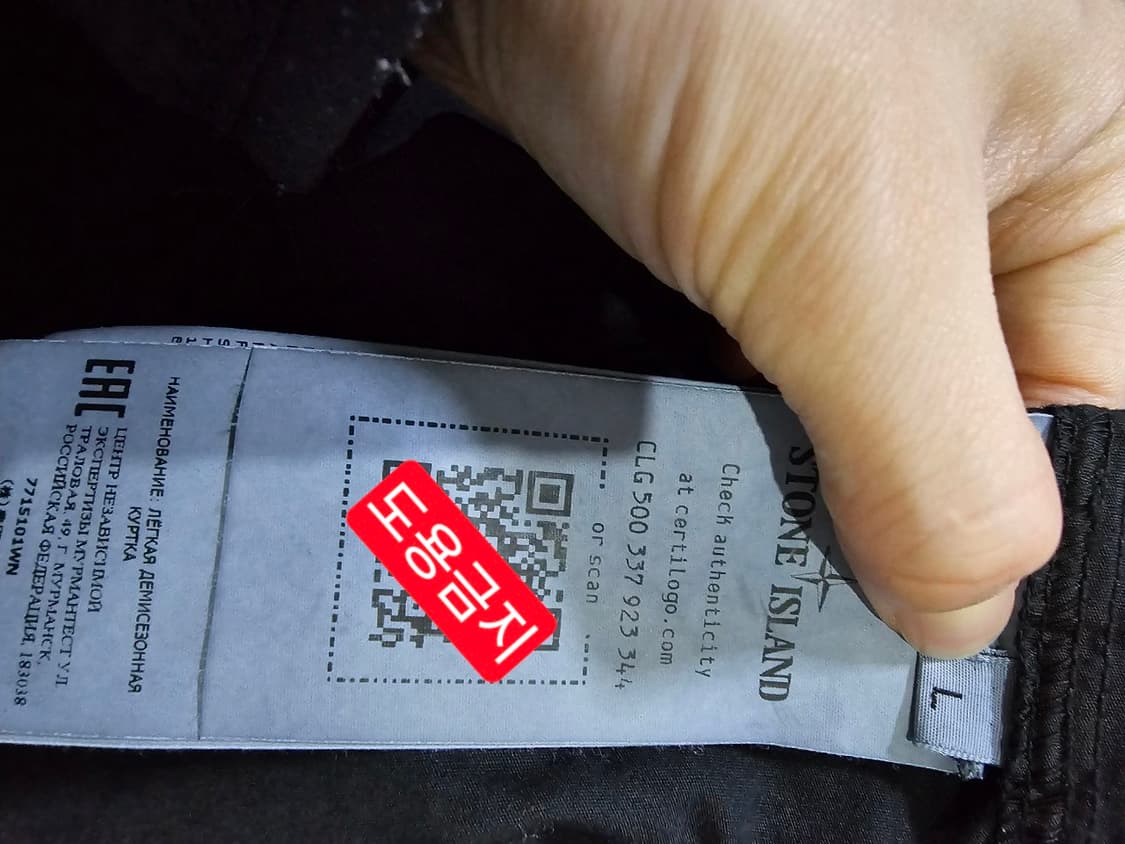 STONE ISLAND
Check authenticity
at certilogo.com
CLG 500 337 923 344
or scan
도용금지
L
НАИМЕНОВАНИЕ: ЛЁГКАЯ ДЕМИСЕЗОННАЯ
КУРТКА
EAC
ЦЕНТР НЕЗАВИСИМОЙ
ЭКСПЕРТИЗЫ МУРМАНТЕСТ УЛ.
ТРАЛОВАЯ, 49, Г. МУРМАНСК,
РОССИЙСКАЯ ФЕДЕРАЦИЯ, 183038
7715101WN